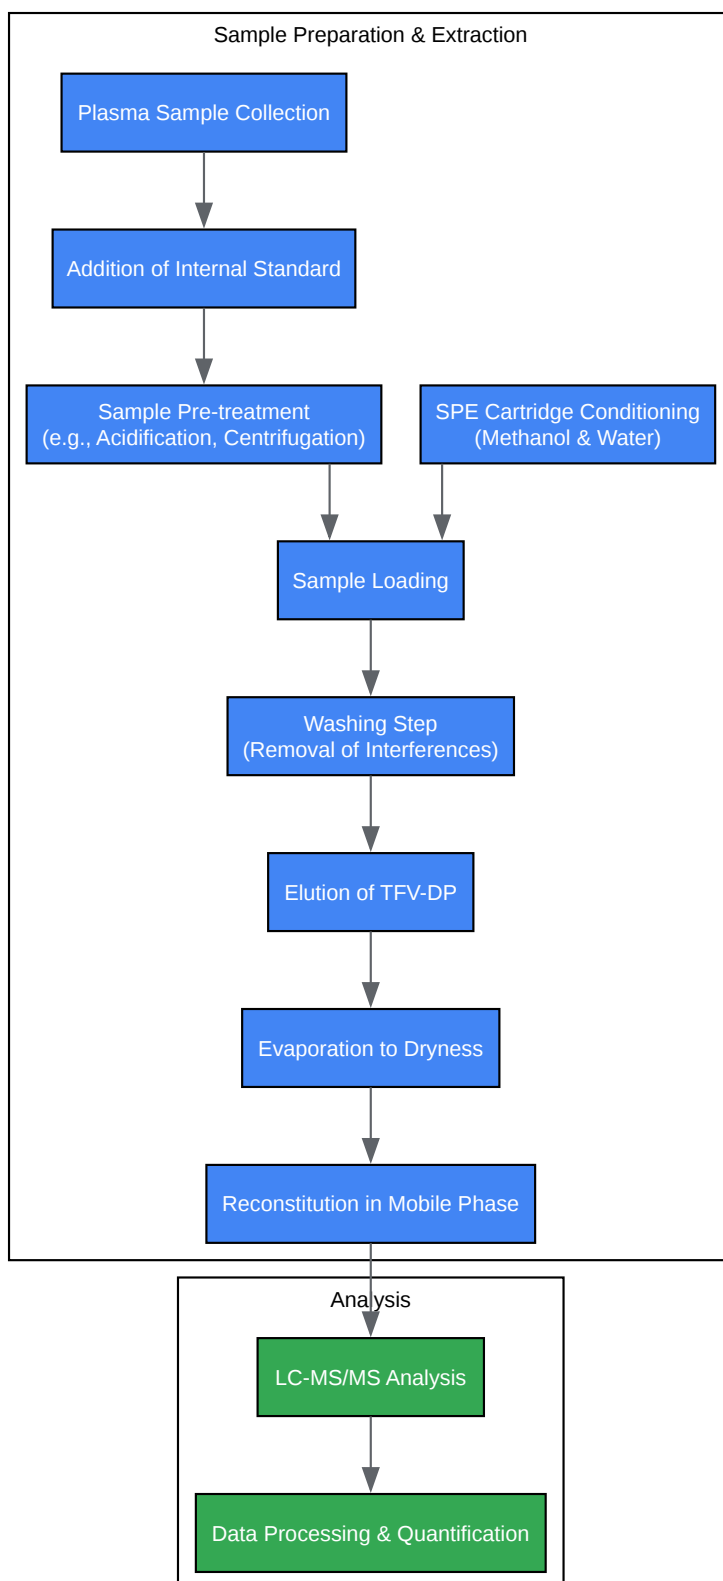 Sample Preparation & Extraction
Plasma Sample Collection
Addition of Internal Standard
Sample Pre-treatment
(e.g., Acidification, Centrifugation)
SPE Cartridge Conditioning
(Methanol & Water)
Sample Loading
Washing Step
(Removal of Interferences)
Elution of TFV-DP
Evaporation to Dryness
Reconstitution in Mobile Phase
Analysis
LC-MS/MS Analysis
Data Processing & Quantification